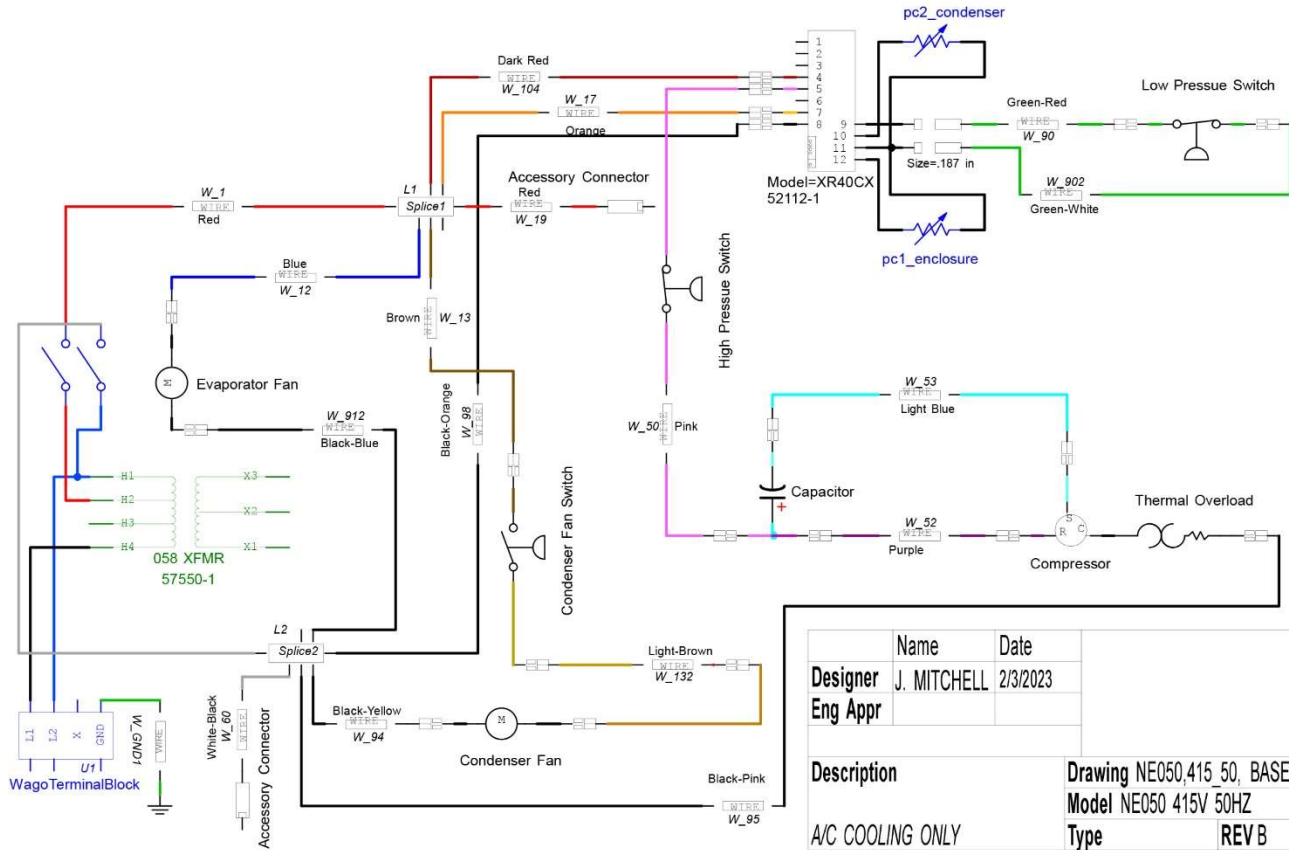 pc2_condenser
1
2
3
4
5
6
7
8
9
10
11
12
Dark Red
WIRE
W_104
W_17
WIRE
Orange
Low Pressue Switch
Green-Red
WIRE
W_90
Size=.187 in
W_902
WIRE
Green-White
Model=XR40CX
52112-1
pc1_enclosure
W_1
WIRE
Red
L1
Splice1
Accessory Connector
Red
WIRE
W_19
Blue
WIRE
W_12
Brown
WIRE
W_13
High Pressue Switch
M
Evaporator Fan
W_912
WIRE
Black-Blue
Black-Orange
W_98
WIRE
W_50
WIRE
Pink
W_53
WIRE
Light Blue
Capacitor
+
Thermal Overload
W_52
WIRE
Purple
S
R
C
Compressor
H1
H2
H3
H4
X3
X2
X1
058 XFMR
57550-1
Condenser Fan Switch
L2
Splice2
Light-Brown
WIRE
W_132
White-Black
W_60
WIRE
Accessory Connector
Black-Yellow
WIRE
W_94
M
Condenser Fan
Black-Pink
WIRE
W_95
L1
L2
X
GND
U1
WagoTerminalBlock
W_GND1
WIRE
Name Date
Designer J. MITCHELL 2/3/2023
Eng Appr
Description Drawing NE050,415_50, BASE
Model NE050 415V 50HZ
A/C COOLING ONLY Type REV B